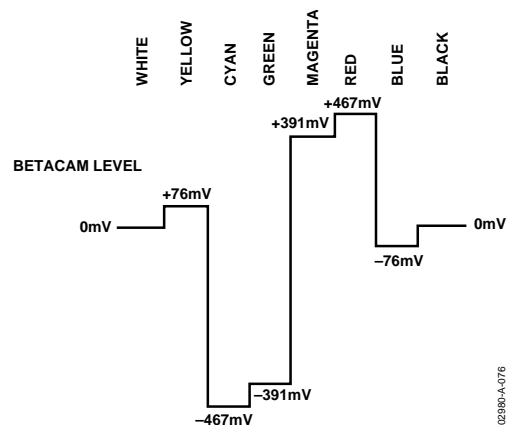 WHITE
YELLOW
CYAN
GREEN
MAGENTA
RED
BLUE
BLACK
+467mV
+391mV
BETACAM LEVEL
+76mV
0mV
0mV
–76mV
–391mV
–467mV
02980-A-076